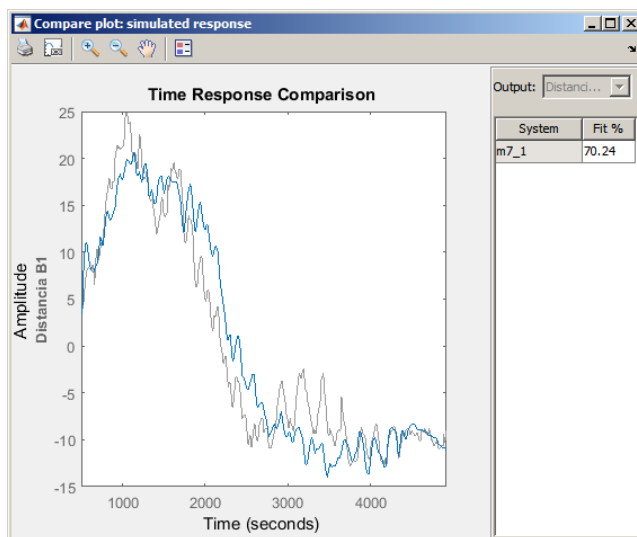 Compare plot: simulated response
Output: Distanci...
System Fit %
m7_1 70.24
Time Response Comparison
Amplitude
Distancia B1
25
20
15
10
5
0
-5
-10
-15
1000 2000 3000 4000
Time (seconds)